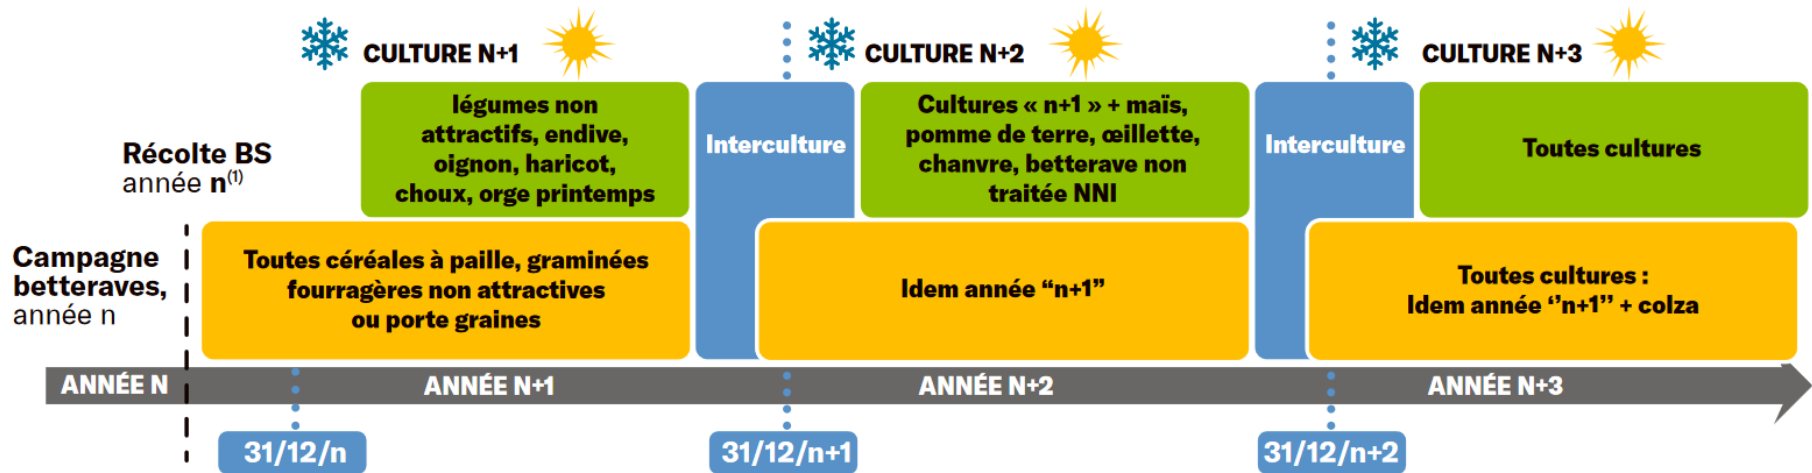 CULTURE N+1
CULTURE N+2
CULTURE N+3
Récolte BS
année n(1)
légumes non
attractifs, endive,
oignon, haricot,
choux, orge printemps
Interculture
Cultures « n+1 » + maïs,
pomme de terre, œillette,
chanvre, betterave non
traitée NNI
Interculture
Toutes cultures
Campagne
betteraves,
année n
Toutes céréales à paille, graminées
fourragères non attractives
ou porte graines
Idem année “n+1”
Toutes cultures :
Idem année ‘’n+1’’ + colza
ANNÉE N
ANNÉE N+1
ANNÉE N+2
ANNÉE N+3
31/12/n
31/12/n+1
31/12/n+2